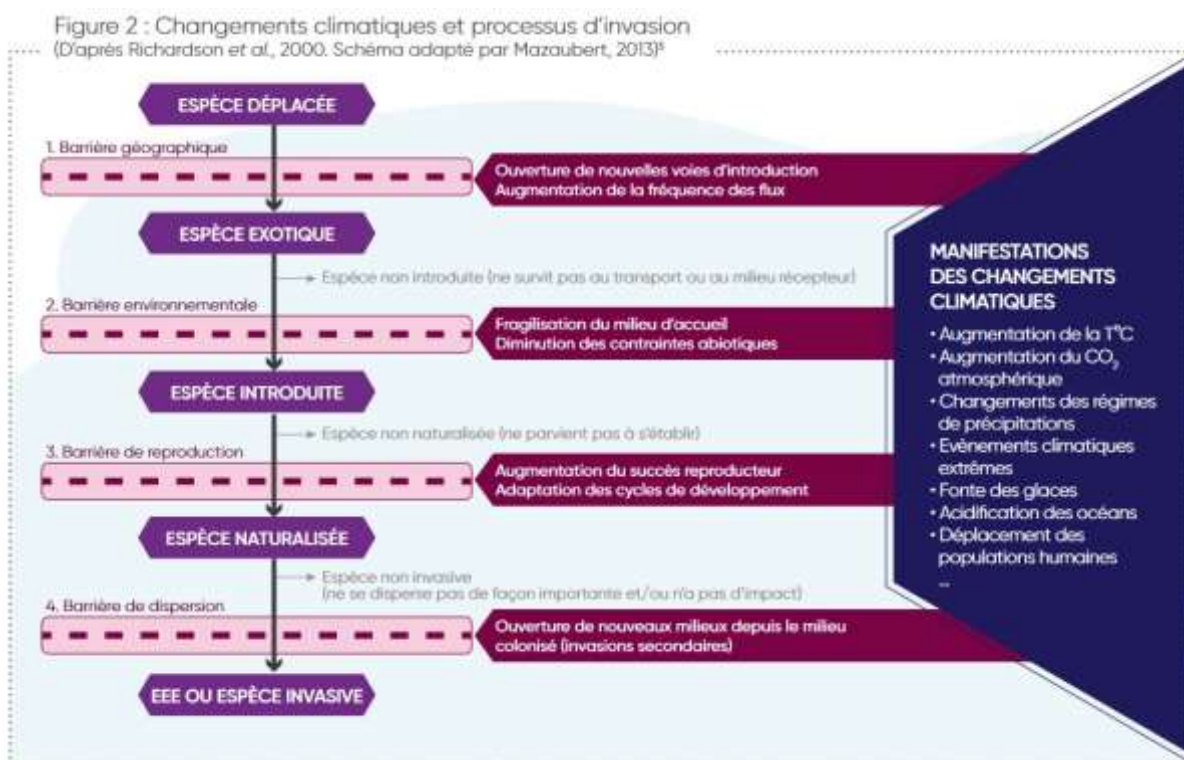 Figure 2 : Changements climatiques et processus d'invasion
(D'après Richardson et al., 2000. Schéma adapté par Mazaubert, 2013)⁵
ESPÈCE DÉPLACÉE
1. Barrière géographique
Ouverture de nouvelles voies d'introduction
Augmentation de la fréquence des flux
ESPÈCE EXOTIQUE
Espèce non introduite (ne survit pas au transport ou au milieu récepteur)
2. Barrière environnementale
Fragilisation du milieu d'accueil
Diminution des contraintes abiotiques
ESPÈCE INTRODUITE
Espèce non naturalisée (ne parvient pas à s'établir)
3. Barrière de reproduction
Augmentation du succès reproducteur
Adaptation des cycles de développement
ESPÈCE NATURALISÉE
Espèce non invasive
(ne se disperse pas de façon importante et/ou n'a pas d'impact)
4. Barrière de dispersion
Ouverture de nouveaux milieux depuis le milieu
colonisé (invasions secondaires)
EEE OU ESPÈCE INVASIVE
MANIFESTATIONS
DES CHANGEMENTS
CLIMATIQUES
• Augmentation de la T°C
• Augmentation du CO₂
atmosphérique
• Changements des régimes
de précipitations
• Evènements climatiques
extrêmes
• Fonte des glaces
• Acidification des océans
• Déplacement des
populations humaines
...